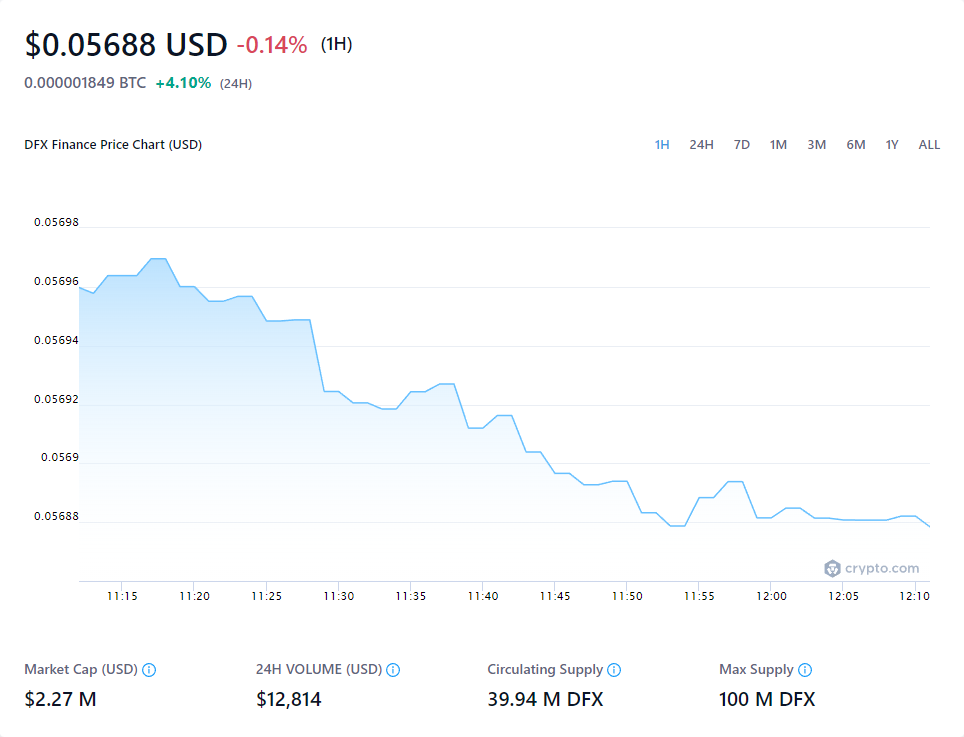 $0.05688 USD -0.14% (1H)
0.000001849 BTC +4.10% (24H)
DFX Finance Price Chart (USD) 1H 24H 7D 1M 3M 6M 1Y ALL
0.05698
0.05696
0.05694
0.05692
0.0569
0.05688
crypto.com
11:15 11:20 11:25 11:30 11:35 11:40 11:45 11:50 11:55 12:00 12:05 12:10
Market Cap (USD) 24H VOLUME (USD) Circulating Supply Max Supply
$2.27 M $12,814 39.94 M DFX 100 M DFX